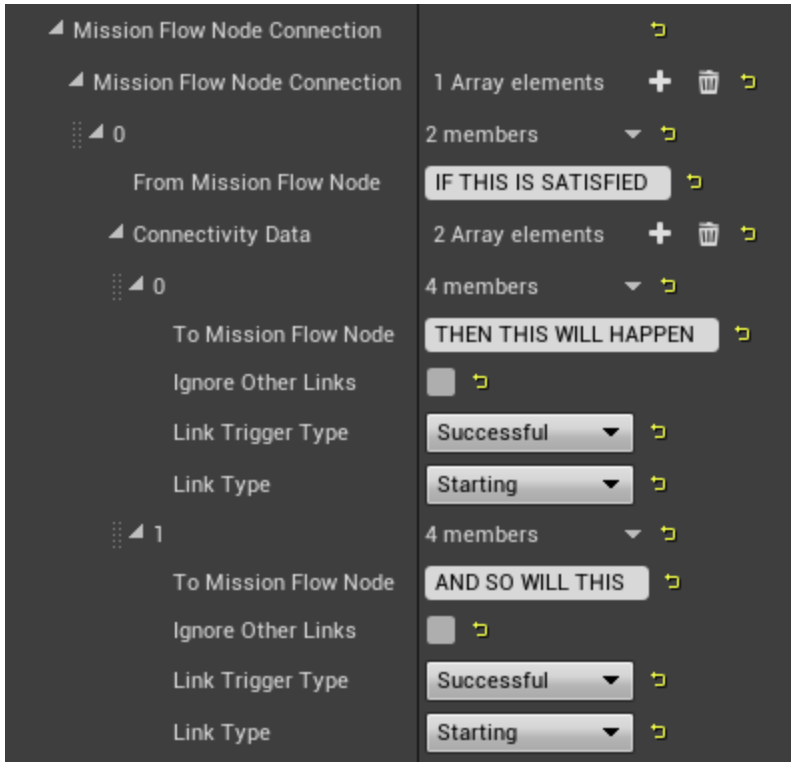 Mission Flow Node Connection
Mission Flow Node Connection 1 Array elements
0 2 members
From Mission Flow Node IF THIS IS SATISFIED
Connectivity Data 2 Array elements
0 4 members
To Mission Flow Node THEN THIS WILL HAPPEN
Ignore Other Links
Link Trigger Type Successful
Link Type Starting
1 4 members
To Mission Flow Node AND SO WILL THIS
Ignore Other Links
Link Trigger Type Successful
Link Type Starting